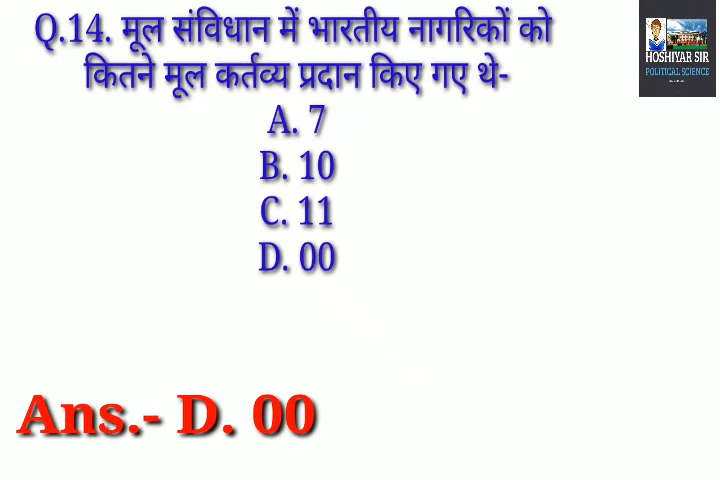 Q.14. मूल संविधान में भारतीय नागरिकों को
कितने मूल कर्तव्य प्रदान किए गए थे-
A. 7
B. 10
C. 11
D. 00
Ans.- D. 00
HOSHIYAR SIR
POLITICAL SCIENCE